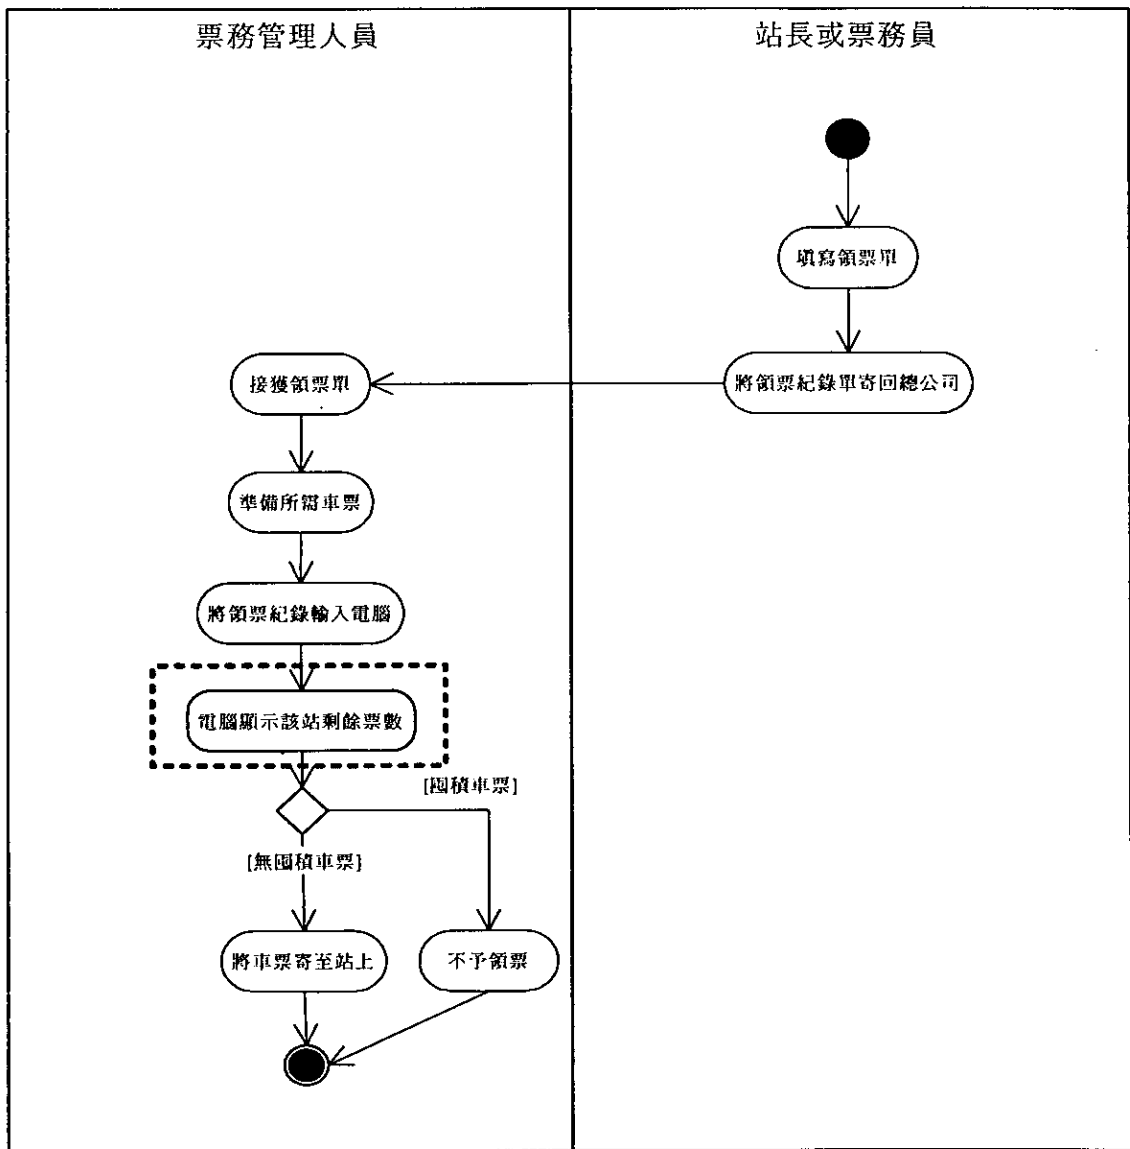 票務管理人員
站長或票務員
填寫領票單
將領票紀錄單寄回總公司
接獲領票單
準備所需車票
將領票紀錄輸入電腦
電腦顯示該站剩餘票數
[囤積車票]
[無囤積車票]
將車票寄至站上
不予領票